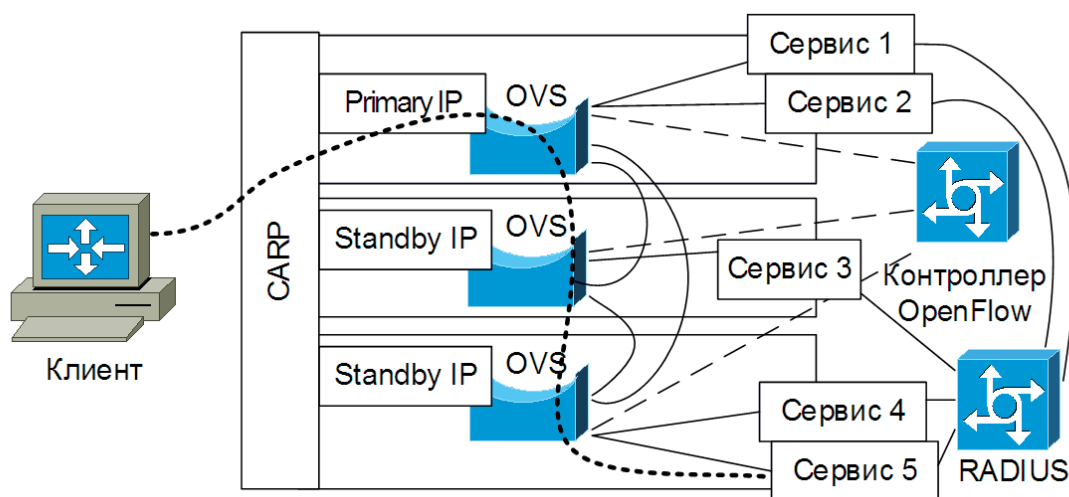 Сервис 1
OVS
Primary IP
Сервис 2
CARP
OVS
Standby IP
Сервис 3
Контроллер
OpenFlow
Клиент
OVS
Standby IP
Сервис 4
Сервис 5
RADIUS